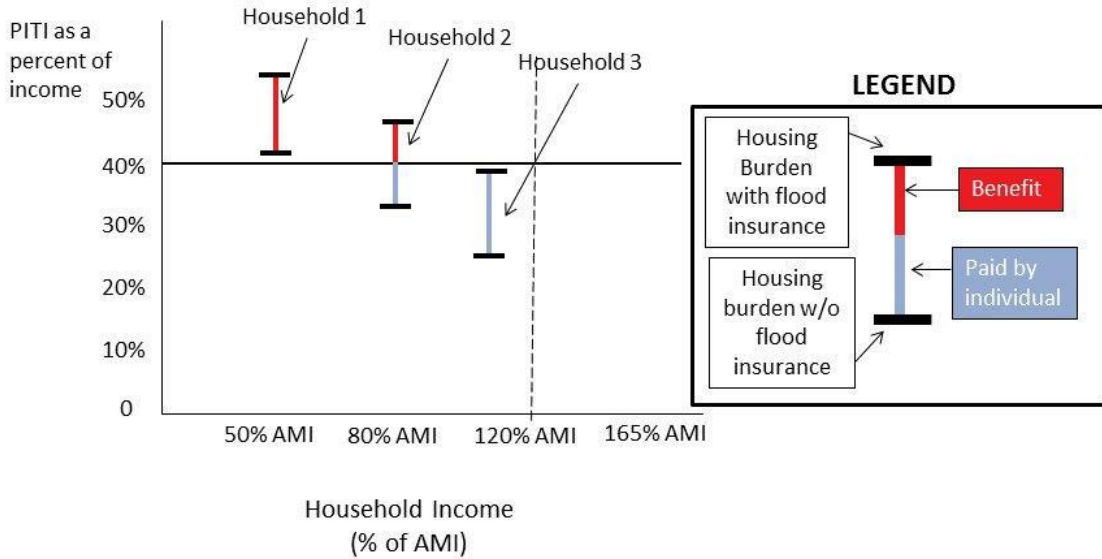 PITI as a
percent of
income
Household 1
Household 2
Household 3
50%
40%
30%
20%
10%
0
50% AMI
80% AMI
120% AMI
165% AMI
Household Income
(% of AMI)
LEGEND
Housing
Burden
with flood
insurance
Benefit
Housing
burden w/o
flood
insurance
Paid by
individual